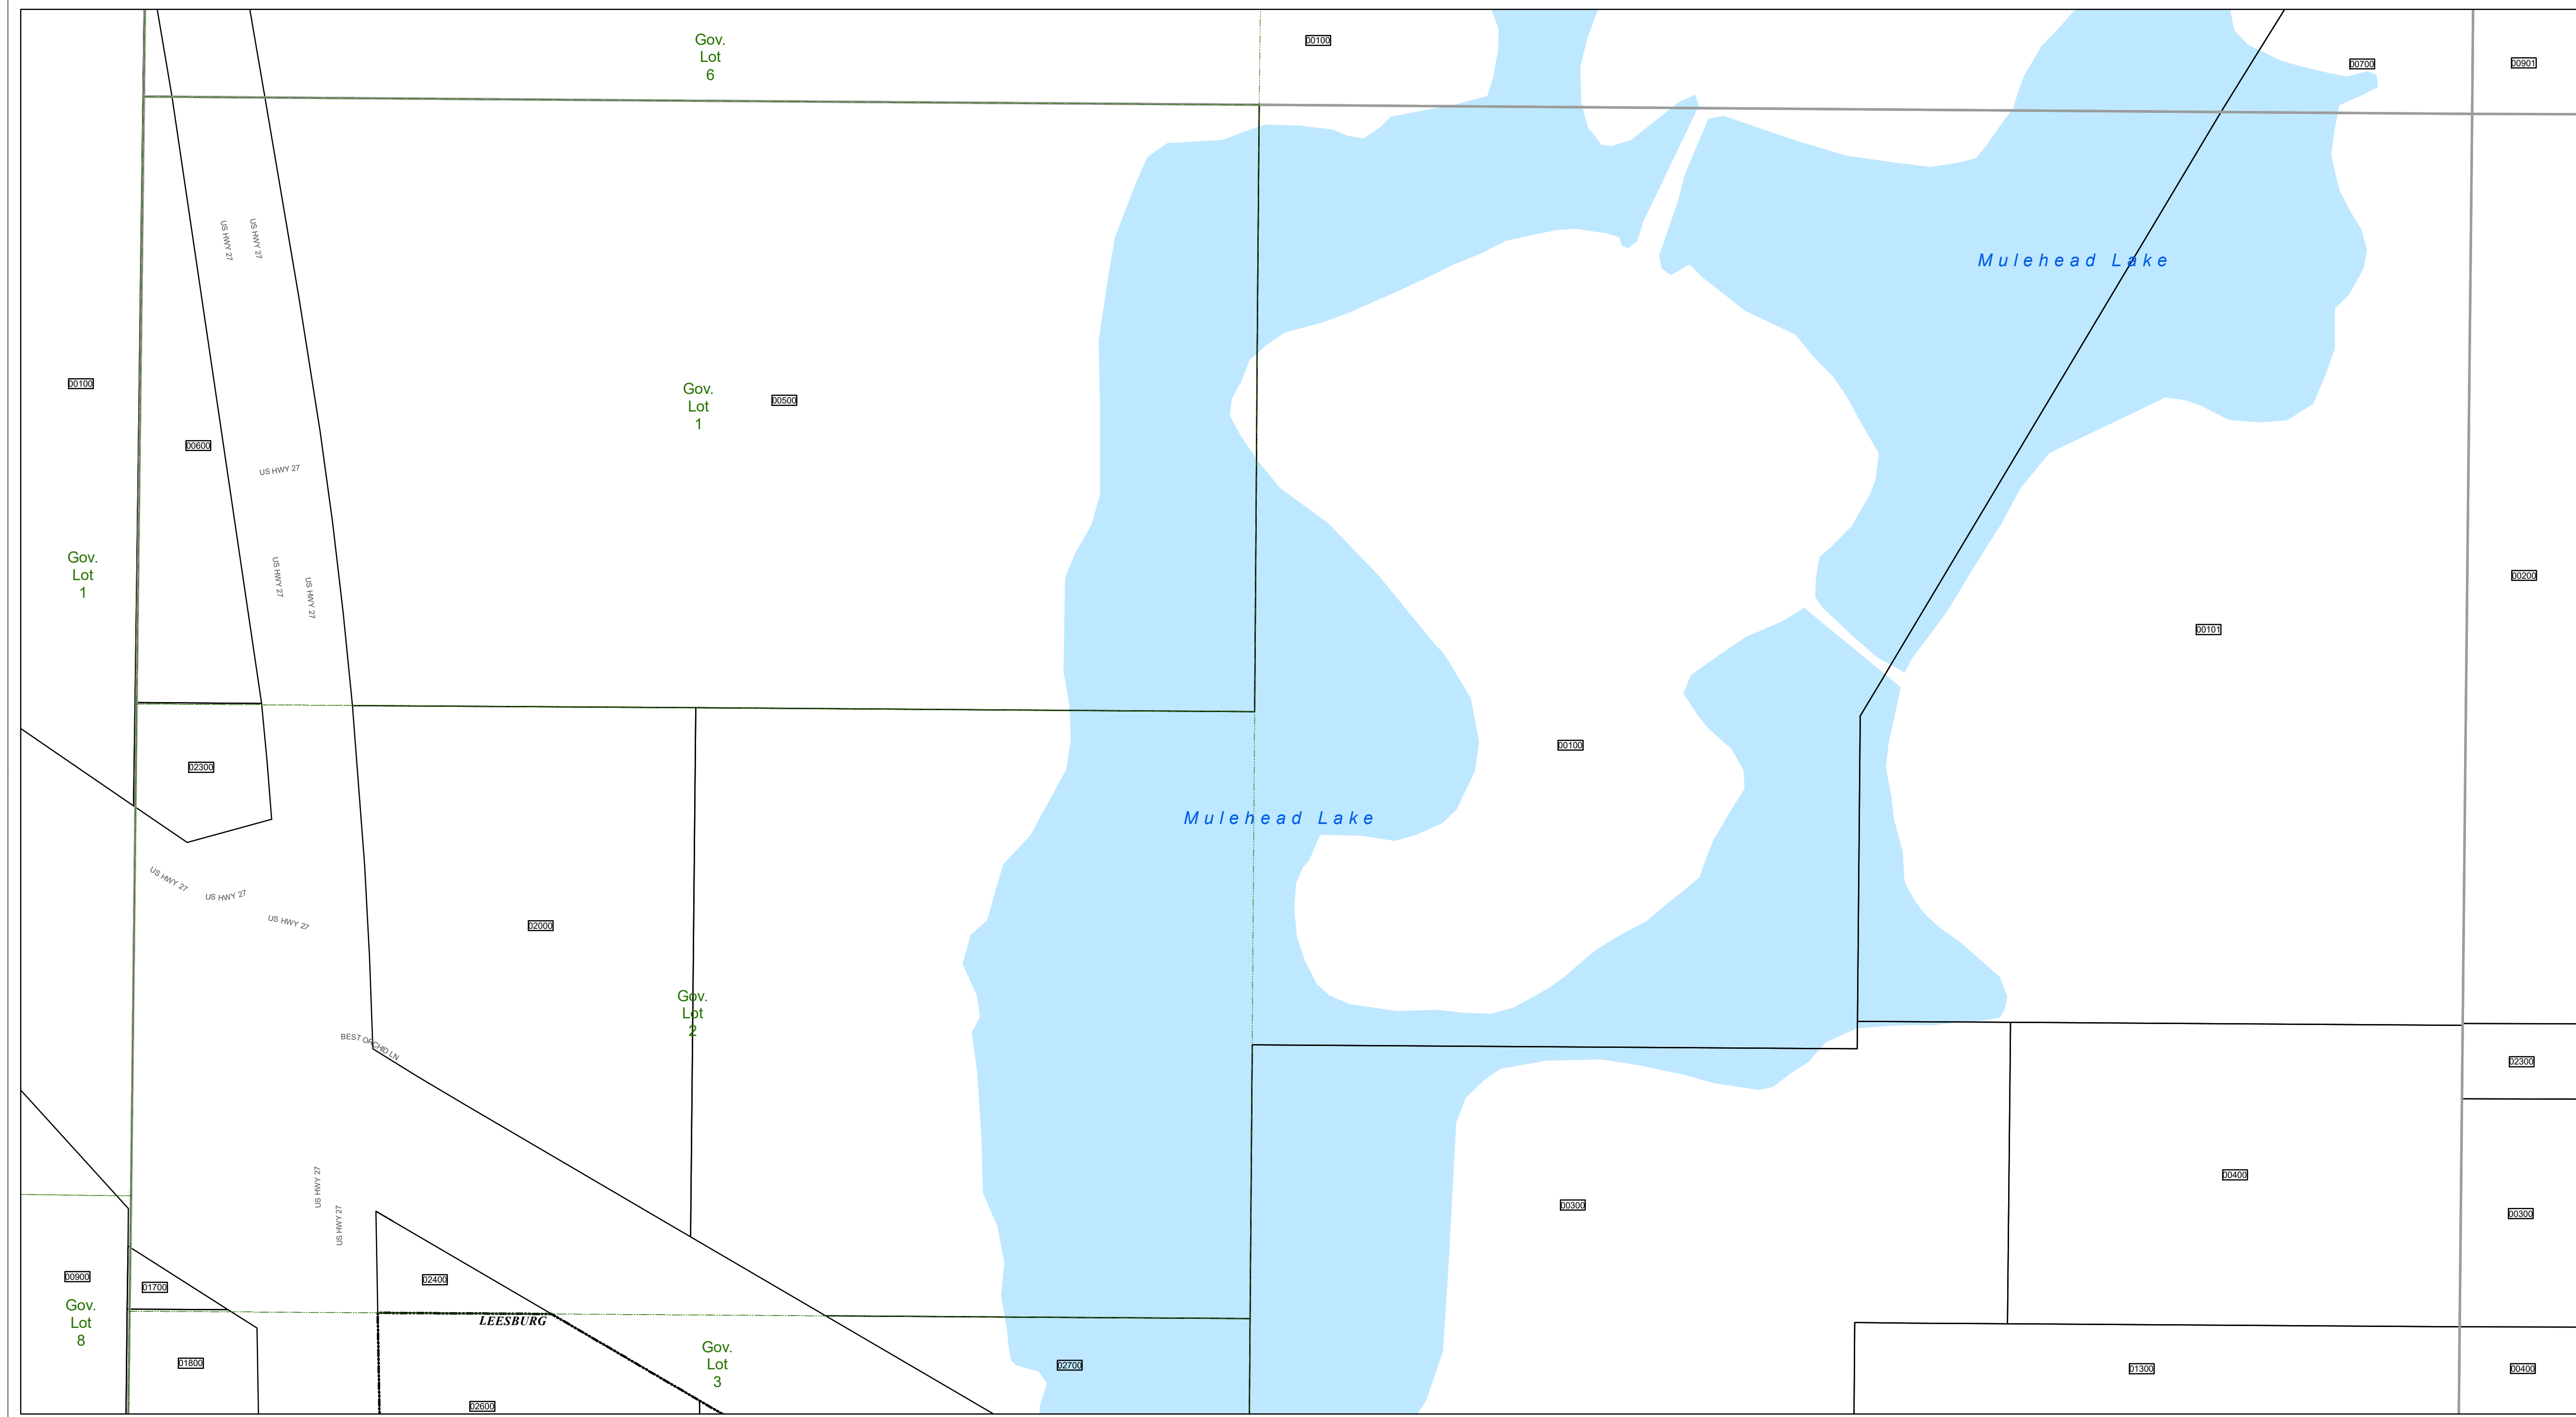 Gov.
Lot
6
00100
00700
00901
US HWY 27
US HWY 27
Mulehead Lake
00100
Gov.
Lot
1
00500
00600
US HWY 27
Gov.
Lot
1
US HWY 27
US HWY 27
00200
00101
00100
02300
Mulehead Lake
US HWY 27
US HWY 27
US HWY 27
02000
Gov.
Lot
2
BEST ORCHID LN
02300
US HWY 27
US HWY 27
00400
00300
00300
00900
01700
02400
Gov.
Lot
8
LEESBURG
01800
Gov.
Lot
3
02700
01300
00400
02600